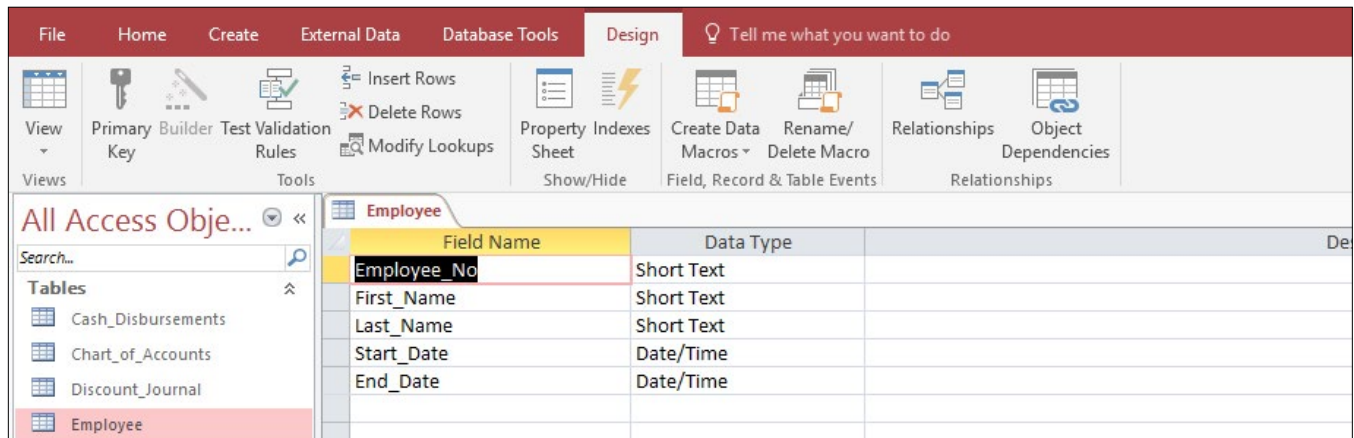 File Home Create External Data Database Tools Design Tell me what you want to do
View Primary Key Builder Test Validation Rules Insert Rows
Delete Rows
Modify Lookups
Property Sheet Indexes Create Data Macros Rename/ Delete Macro Relationships Object Dependencies
Views Tools Show/Hide Field, Record & Table Events Relationships
All Access Obje... «
Search...
Tables
Cash_Disbursements
Chart_of_Accounts
Discount_Journal
Employee
Employee
Field Name Data Type Des
Employee_No Short Text
First_Name Short Text
Last_Name Short Text
Start_Date Date/Time
End_Date Date/Time